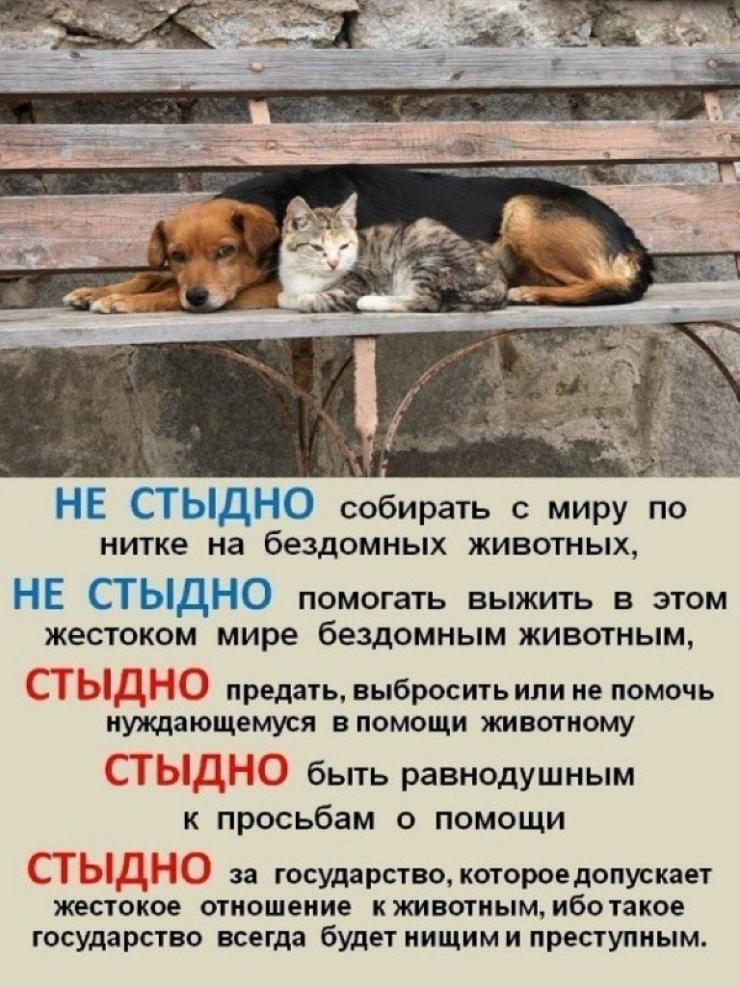 НЕ СТЫДНО собирать с миру по
нитке на бездомных животных,
НЕ СТЫДНО помогать выжить в этом
жестоком мире бездомным животным,
СТЫДНО предать, выбросить или не помочь
нуждающемуся в помощи животному
СТЫДНО быть равнодушным
к просьбам о помощи
СТЫДНО за государство, которое допускает
жестокое отношение к животным, ибо такое
государство всегда будет нищим и преступным.